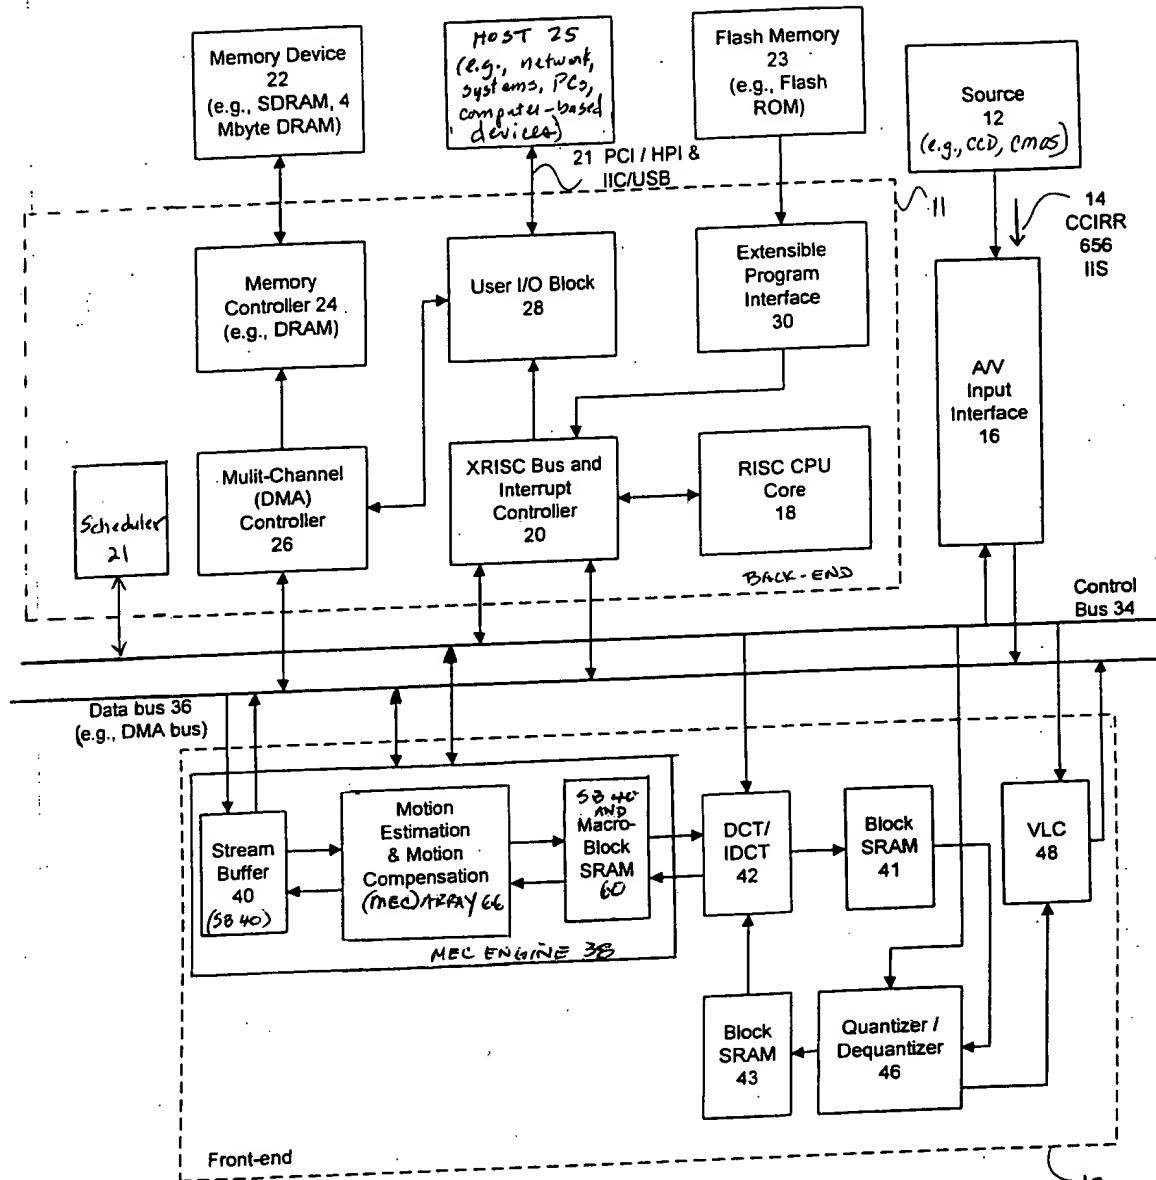 Memory Device
22
(e.g., SDRAM, 4
Mbyte DRAM)
HOST 25
(e.g., network,
systems, PCs,
computer-based
devices)
Flash Memory
23
(e.g., Flash
ROM)
Source
12
(e.g., CCD, CMOS)
21 PCI / HPI &
IIC/USB
11
14
CCIRR
656
IIS
Memory
Controller 24
(e.g., DRAM)
User I/O Block
28
Extensible
Program
Interface
30
A/V
Input
Interface
16
Scheduler
21
Mulit-Channel
(DMA)
Controller
26
XRISC Bus and
Interrupt
Controller
20
RISC CPU
Core
18
BACK-END
Control
Bus 34
Data bus 36
(e.g., DMA bus)
Stream
Buffer
40
(SB 40)
Motion
Estimation
& Motion
Compensation
(MEC) ARRAY 66
SB 40
AND
Macro-
Block
SRAM
60
DCT/
IDCT
42
Block
SRAM
41
VLC
48
MEC ENGINE 38
Block
SRAM
43
Quantizer /
Dequantizer
46
Front-end